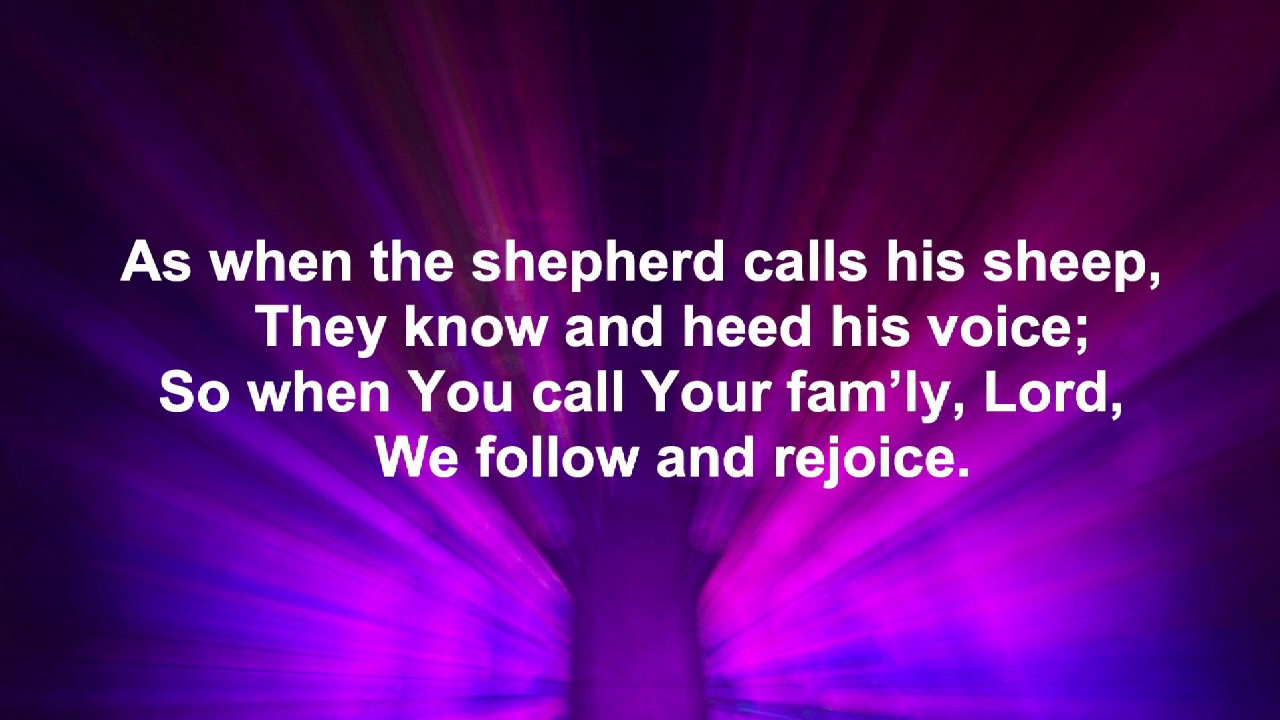 As when the shepherd calls his sheep,
They know and heed his voice;
So when You call Your fam’ly, Lord,
We follow and rejoice.